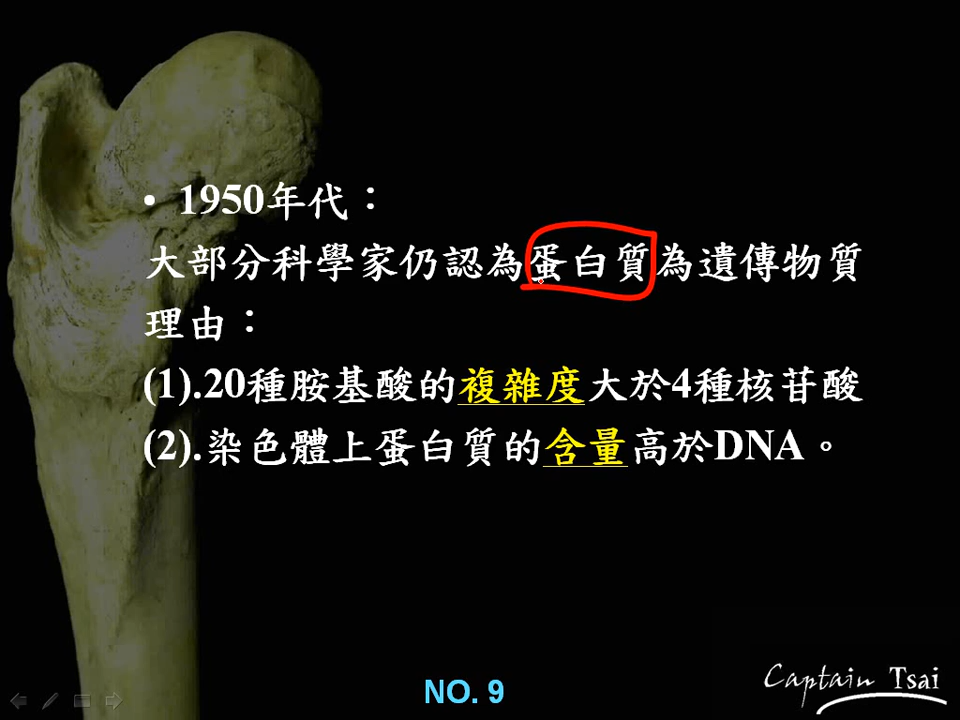 • 1950年代：
大部分科學家仍認為蛋白質為遺傳物質
理由：
(1).20種胺基酸的複雜度大於4種核苷酸
(2).染色體上蛋白質的含量高於DNA。
NO. 9
Captain Tsai